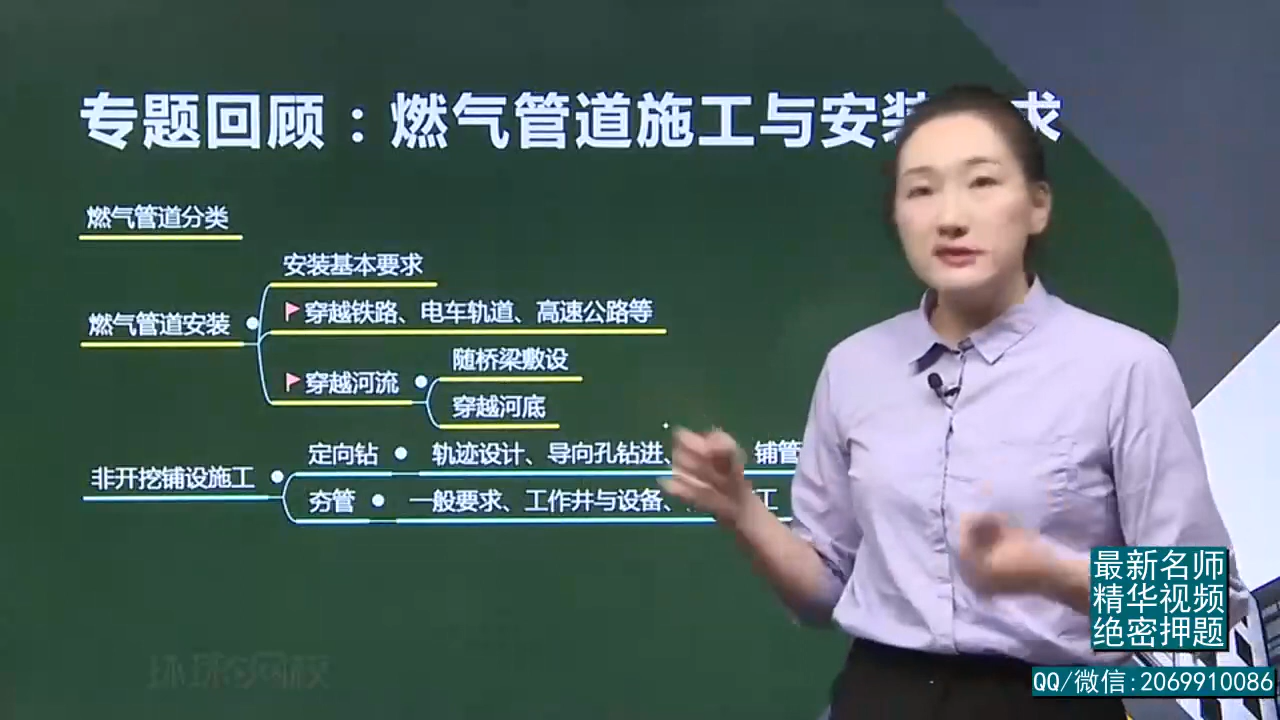 专题回顾：燃气管道施工与安装 求
燃气管道分类
安装基本要求
燃气管道安装
穿越铁路、电车轨道、高速公路等
随桥梁敷设
穿越河流
穿越河底
定向钻 轨迹设计、导向孔钻进、 铺管
非开挖铺设施工
夯管 一般要求、工作井与设备、 工
最新名师
精华视频
绝密押题
QQ/微信:2069910086
环球 网校